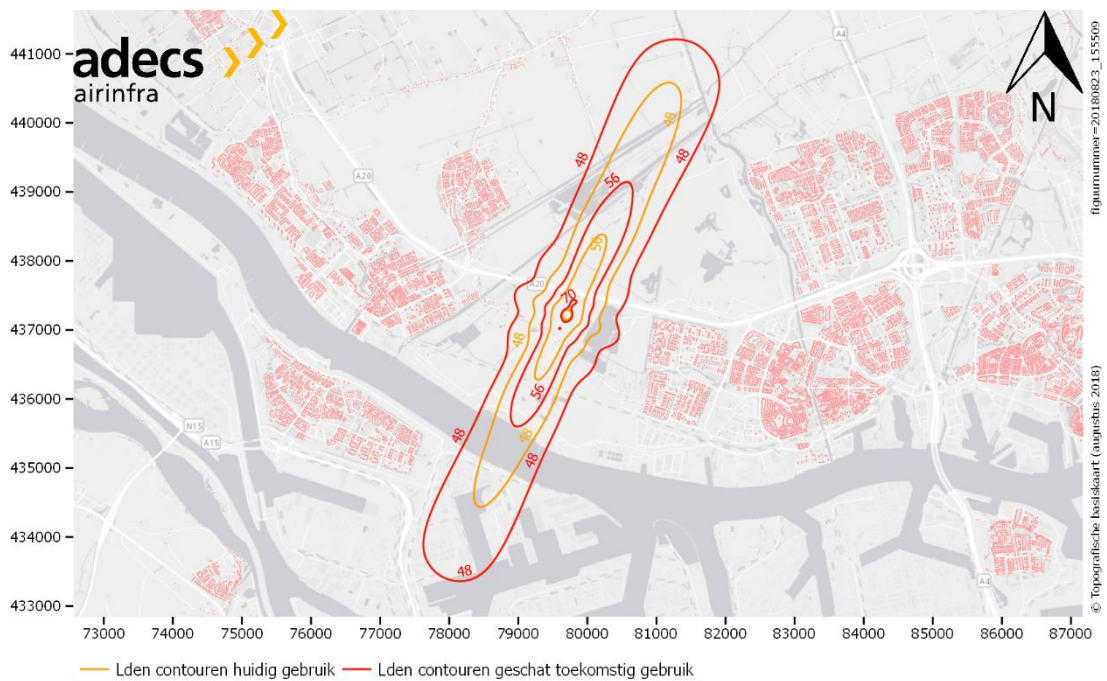 adecs
airinfra
N
441000
440000
439000
438000
437000
436000
435000
434000
433000
73000 74000 75000 76000 77000 78000 79000 80000 81000 82000 83000 84000 85000 86000 87000
A4
A20
A20
N15
A15
A4
48
48
48
56
56
70
48
56
48
48
48
48
figuurnummer=20180823_155509
© Topografische basiskaart (augustus 2018)
Lden contouren huidig gebruik
Lden contouren geschat toekomstig gebruik